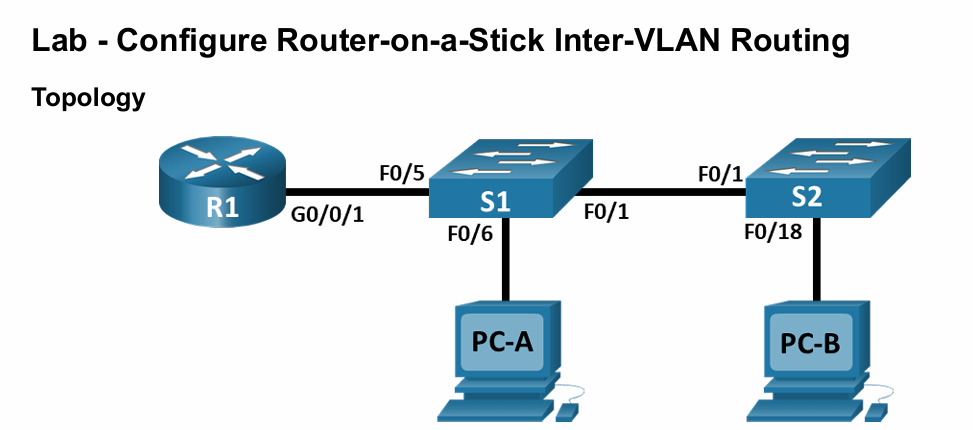 Lab - Configure Router-on-a-Stick Inter-VLAN Routing
Topology
R1
G0/0/1
F0/5
S1
F0/6
F0/1
F0/1
S2
F0/18
PC-A
PC-B